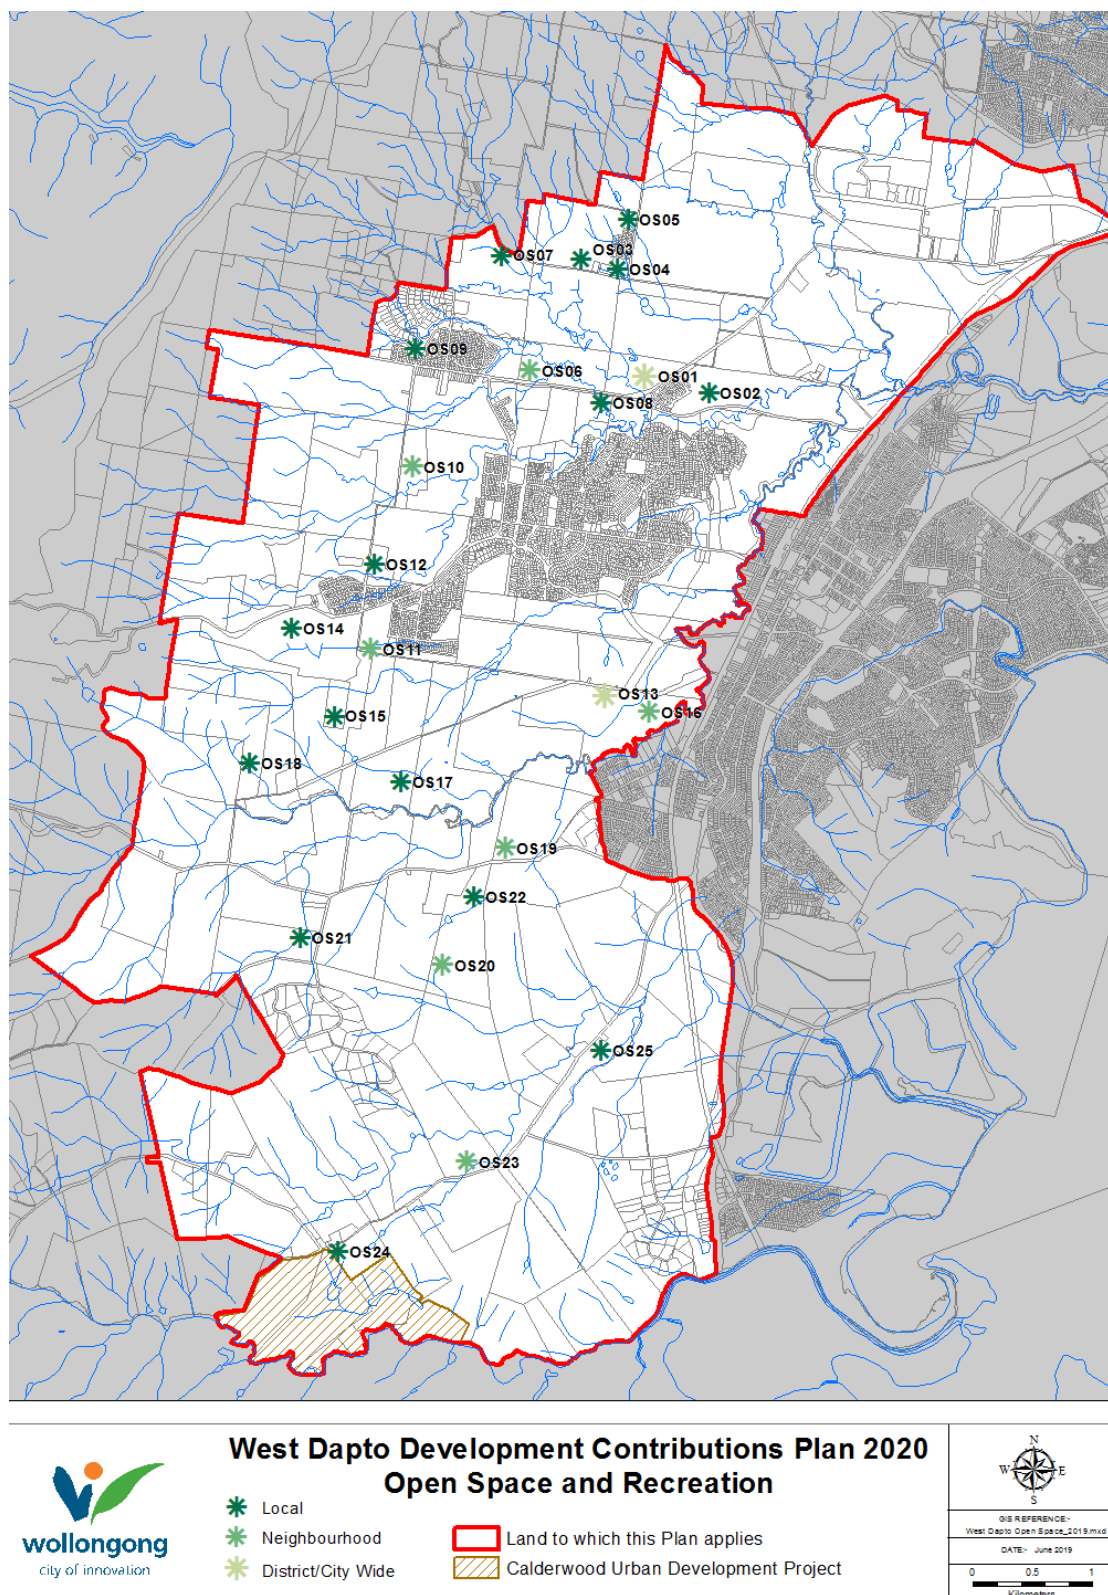 OS05
OS03
OS07
OS04
OS09
OS06
OS01
OS02
OS08
OS10
OS12
OS14
OS11
OS13
OS16
OS15
OS18
OS17
OS19
OS22
OS21
OS20
OS25
OS23
OS24
West Dapto Development Contributions Plan 2020
Open Space and Recreation
Local
Neighbourhood
District/City Wide
Land to which this Plan applies
Calderwood Urban Development Project
wollongong
city of innovation
N
W E
S
GIS REFERENCE:-
West Dapto Open Space_2019.mxd
DATE:- June 2019
0 0.5 1
Kilometers